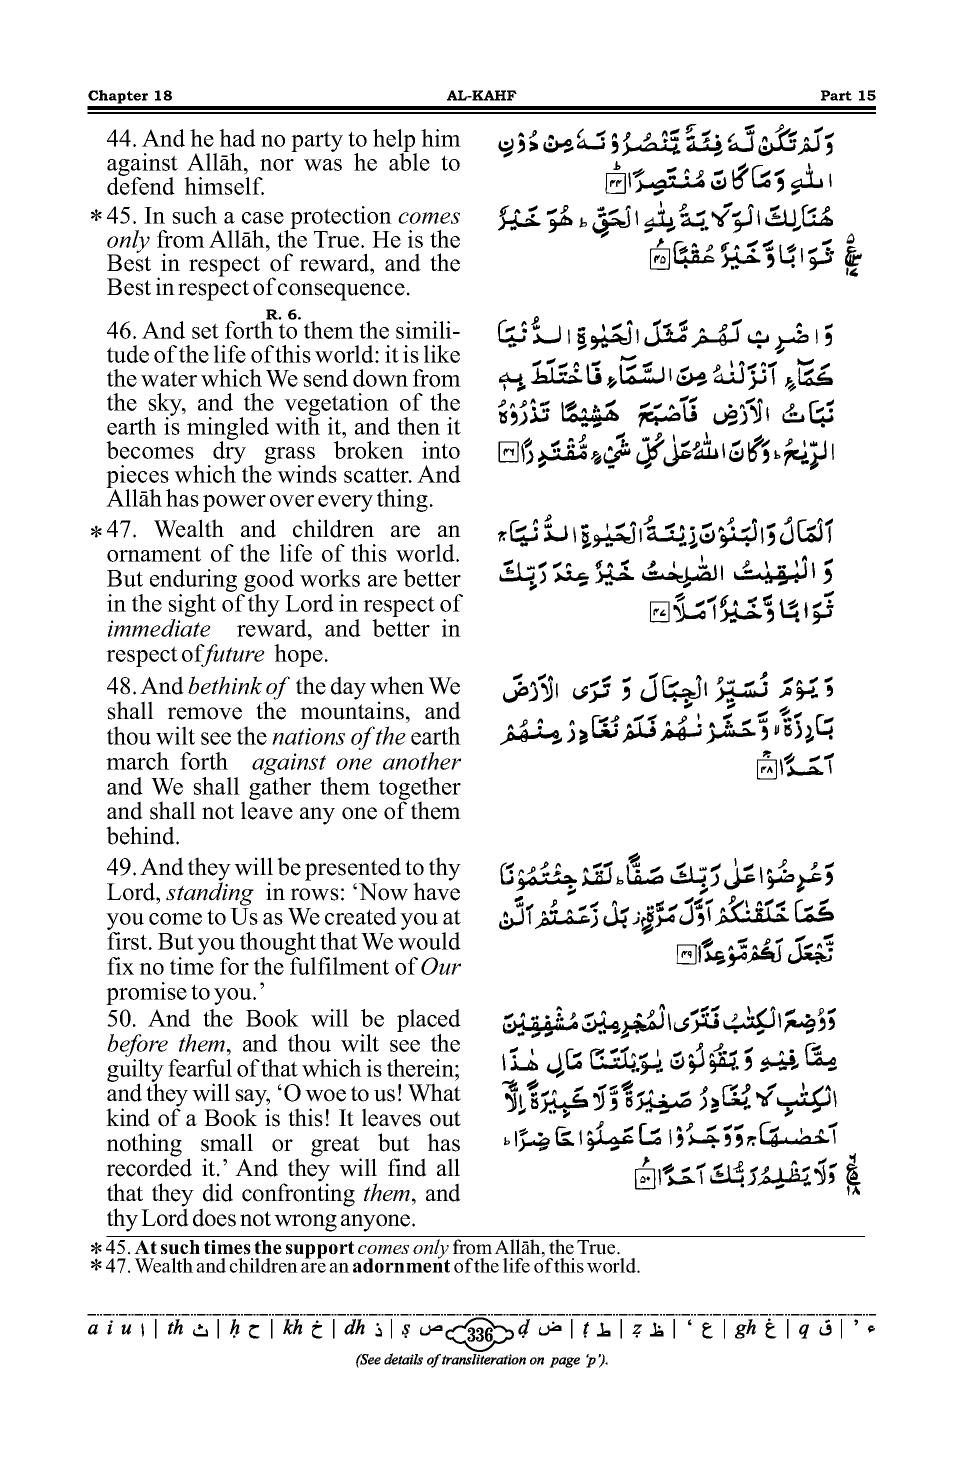 Chapter 18 AL-KAHF Part 15
44. And he had no party to help him
against Allāh, nor was he able to
defend himself.
* 45. In such a case protection comes
only from Allāh, the True. He is the
Best in respect of reward, and the
Best in respect of consequence.
R. 6.
46. And set forth to them the simili-
tude of the life of this world: it is like
the water which We send down from
the sky, and the vegetation of the
earth is mingled with it, and then it
becomes dry grass broken into
pieces which the winds scatter. And
Allāh has power over every thing.
* 47. Wealth and children are an
ornament of the life of this world.
But enduring good works are better
in the sight of thy Lord in respect of
immediate reward, and better in
respect of future hope.
48. And bethink of the day when We
shall remove the mountains, and
thou wilt see the nations of the earth
march forth against one another
and We shall gather them together
and shall not leave any one of them
behind.
49. And they will be presented to thy
Lord, standing in rows: ‘Now have
you come to Us as We created you at
first. But you thought that We would
fix no time for the fulfilment of Our
promise to you.’
50. And the Book will be placed
before them, and thou wilt see the
guilty fearful of that which is therein;
and they will say, ‘O woe to us! What
kind of a Book is this! It leaves out
nothing small or great but has
recorded it.’ And they will find all
that they did confronting them, and
thy Lord does not wrong anyone.
وَلَمْ تَكُنْ لَّهٗ فِئَةٌ يَّنْصُرُوْنَهٗ مِنْ دُوْنِ
اللّٰهِ وَمَا كَانَ مُنْتَصِرًا ۴۴
هُنَالِكَ الْوَلَايَةُ لِلّٰهِ الْحَقِّ ؕ هُوَ خَيْرٌ
ثَوَابًا وَّخَيْرٌ عُقْبًا ۴۵
وَاضْرِبْ لَهُمْ مَّثَلَ الْحَيٰوةِ الدُّنْيَا
كَمَآءٍ اَنْزَلْنٰهُ مِنَ السَّمَآءِ فَاخْتَلَطَ بِهٖ
نَبَاتُ الْاَرْضِ فَاَصْبَحَ هَشِيْمًا تَذْرُوْهُ
الرِّيٰحُ ؕ وَكَانَ اللّٰهُ عَلٰى كُلِّ شَيْءٍ مُّقْتَدِرًا ۴۶
اَلْمَالُ وَالْبَنُوْنَ زِيْنَةُ الْحَيٰوةِ الدُّنْيَا ۚ
وَالْبٰقِيٰتُ الصّٰلِحٰتُ خَيْرٌ عِنْدَ رَبِّكَ
ثَوَابًا وَّخَيْرٌ اَمَلًا ۴۷
وَيَوْمَ نُسَيِّرُ الْجِبَالَ وَتَرَى الْاَرْضَ
بَارِزَةً ۙ وَّحَشَرْنٰهُمْ فَلَمْ نُغَادِرْ مِنْهُمْ
اَحَدًا ۴۸
وَعُرِضُوْا عَلٰى رَبِّكَ صَفًّا ؕ لَقَدْ جِئْتُمُوْنَا
كَمَا خَلَقْنٰكُمْ اَوَّلَ مَرَّةٍۭ ؗ بَلْ زَعَمْتُمْ اَلَّنْ
نَّجْعَلَ لَكُمْ مَّوْعِدًا ۴۹
وَوُضِعَ الْكِتٰبُ فَتَرَى الْمُجْرِمِيْنَ مُشْفِقِيْنَ
مِمَّا فِيْهِ وَيَقُوْلُوْنَ يٰوَيْلَتَنَا مَالِ هٰذَا
الْكِتٰبِ لَا يُغَادِرُ صَغِيْرَةً وَّلَا كَبِيْرَةً اِلَّاۤ
اَحْصٰىهَا ۚ وَوَجَدُوْا مَا عَمِلُوْا حَاضِرًا ؕ
وَلَا يَظْلِمُ رَبُّكَ اَحَدًا ۵۰
* 45. At such times the support comes only from Allāh, the True.
* 47. Wealth and children are an adornment of the life of this world.
a i u ا | th ث | ḥ ح | kh خ | dh ذ | ṣ ص 336 ḍ ض | ṭ ط | ẓ ظ | ‘ ع | gh غ | q ق | ’ ء
(See details of transliteration on page ‘p’).